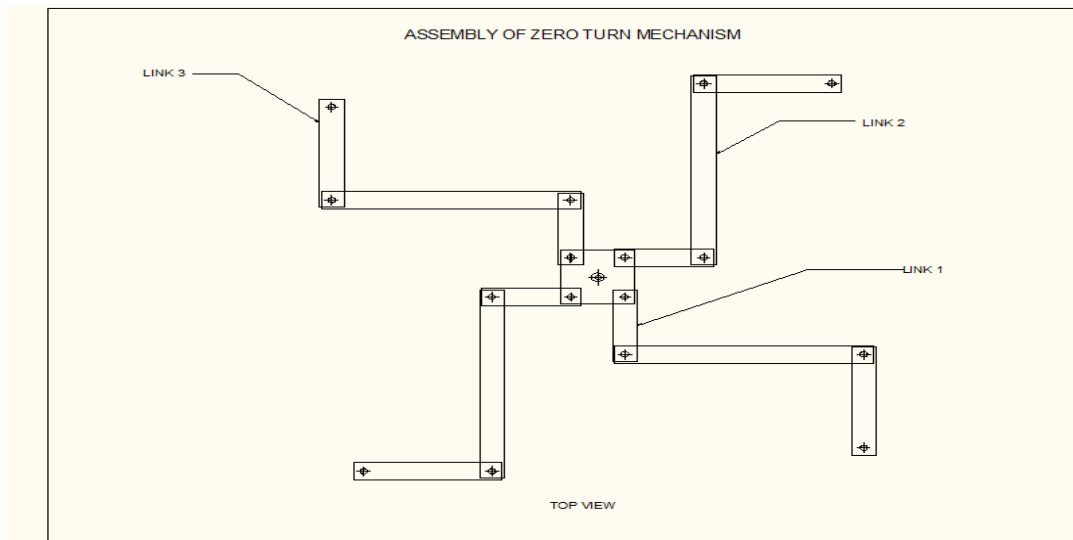 ASSEMBLY OF ZERO TURN MECHANISM
LINK 3
LINK 2
LINK 1
TOP VIEW